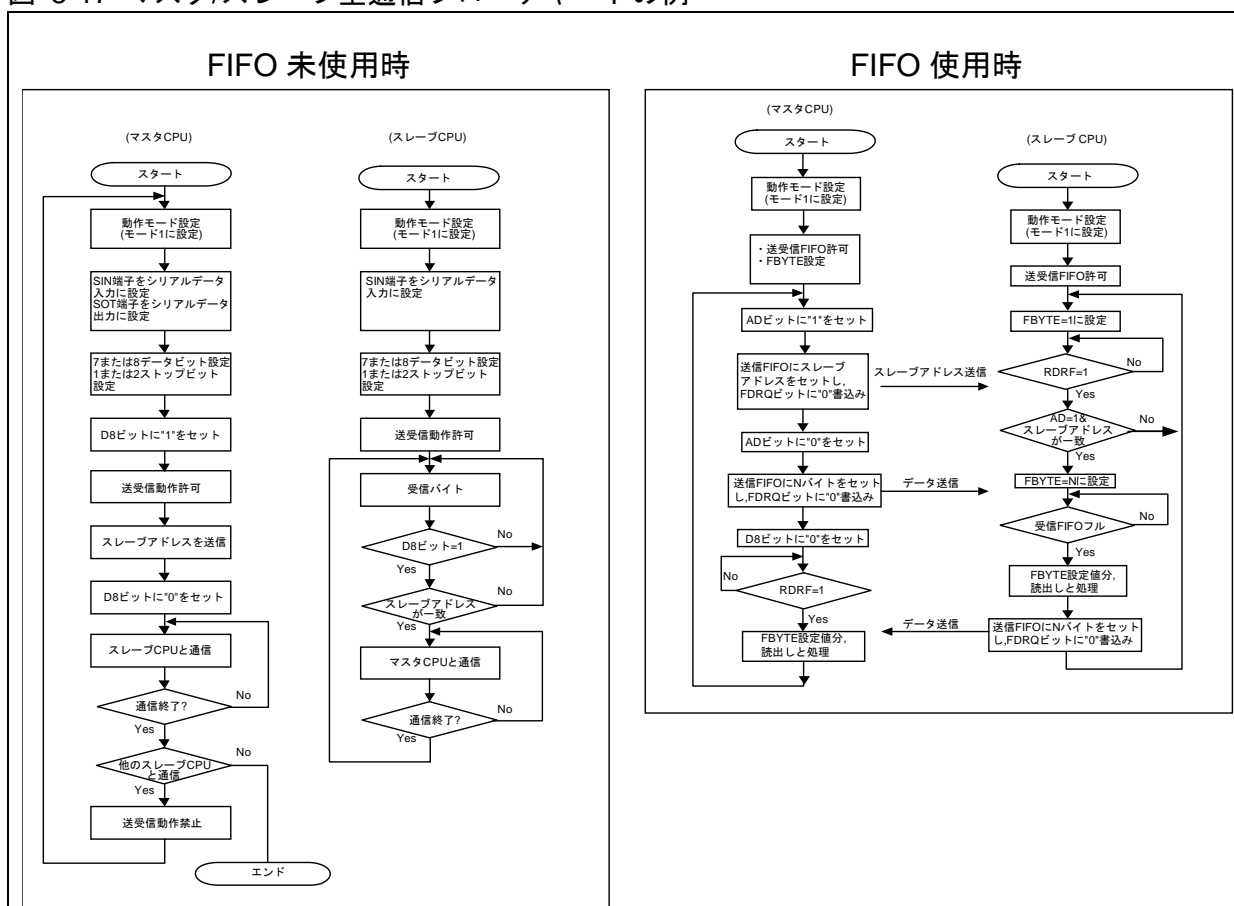 FIFO 未使用時
(マスタCPU)
スタート
動作モード設定
(モード1に設定)
SIN端子をシリアルデータ
入力に設定
SOT端子をシリアルデータ
出力に設定
7または8データビット設定
1または2ストップビット
設定
D8ビットに"1"をセット
送受信動作許可
スレーブアドレスを送信
D8ビットに"0"をセット
スレーブCPUと通信
通信終了?
No
Yes
他のスレーブCPU
と通信
No
Yes
送受信動作禁止
エンド
(スレーブCPU)
スタート
動作モード設定
(モード1に設定)
SIN端子をシリアルデータ
入力に設定
7または8データビット設定
1または2ストップビット
設定
送受信動作許可
受信バイト
D8ビット=1
No
Yes
スレーブアドレス
が一致
No
Yes
マスタCPUと通信
通信終了?
No
Yes
FIFO 使用時
(マスタCPU)
スタート
動作モード設定
(モード1に設定)
・送受信FIFO許可
・FBYTE設定
ADビットに"1"をセット
送信FIFOにスレーブ
アドレスをセットし,
FDRQビットに"0"書込み
スレーブアドレス送信
ADビットに"0"をセット
送信FIFOにNバイトをセット
し,FDRQビットに"0"書込み
データ送信
D8ビットに"0"をセット
No
RDRF=1
Yes
FBYTE設定値分,
読出しと処理
データ送信
(スレーブ CPU)
スタート
動作モード設定
(モード1に設定)
送受信FIFO許可
FBYTE=1に設定
RDRF=1
No
Yes
AD=1&
スレーブアドレス
が一致
No
Yes
FBYTE=Nに設定
受信FIFOフル
No
Yes
FBYTE設定値分,
読出しと処理
送信FIFOにNバイトをセット
し,FDRQビットに"0"書込み